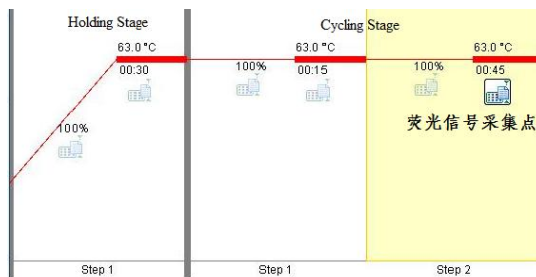 Holding Stage
Cycling Stage
63.0 °C
63.0 °C
63.0 °C
00:30
100%
00:15
100%
00:45
荧光信号采集点
100%
Step 1
Step 1
Step 2